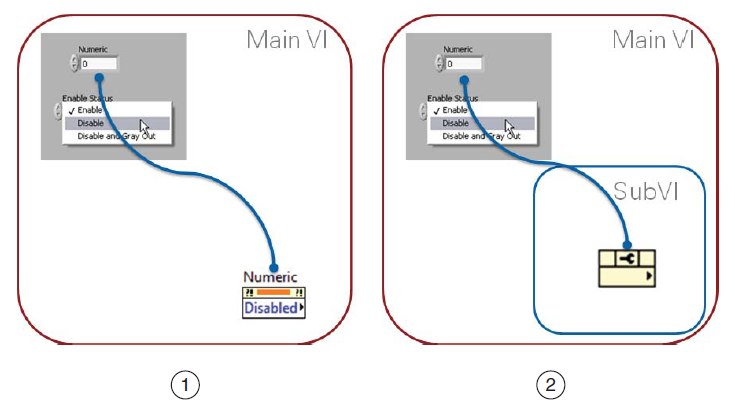 Main VI
Numeric
0
Enable Status
✓ Enable
Disable
Disable and Gray Out
Numeric
?! ?!
Disabled
1
Main VI
Numeric
0
Enable Status
✓ Enable
Disable
Disable and Gray Out
SubVI
2